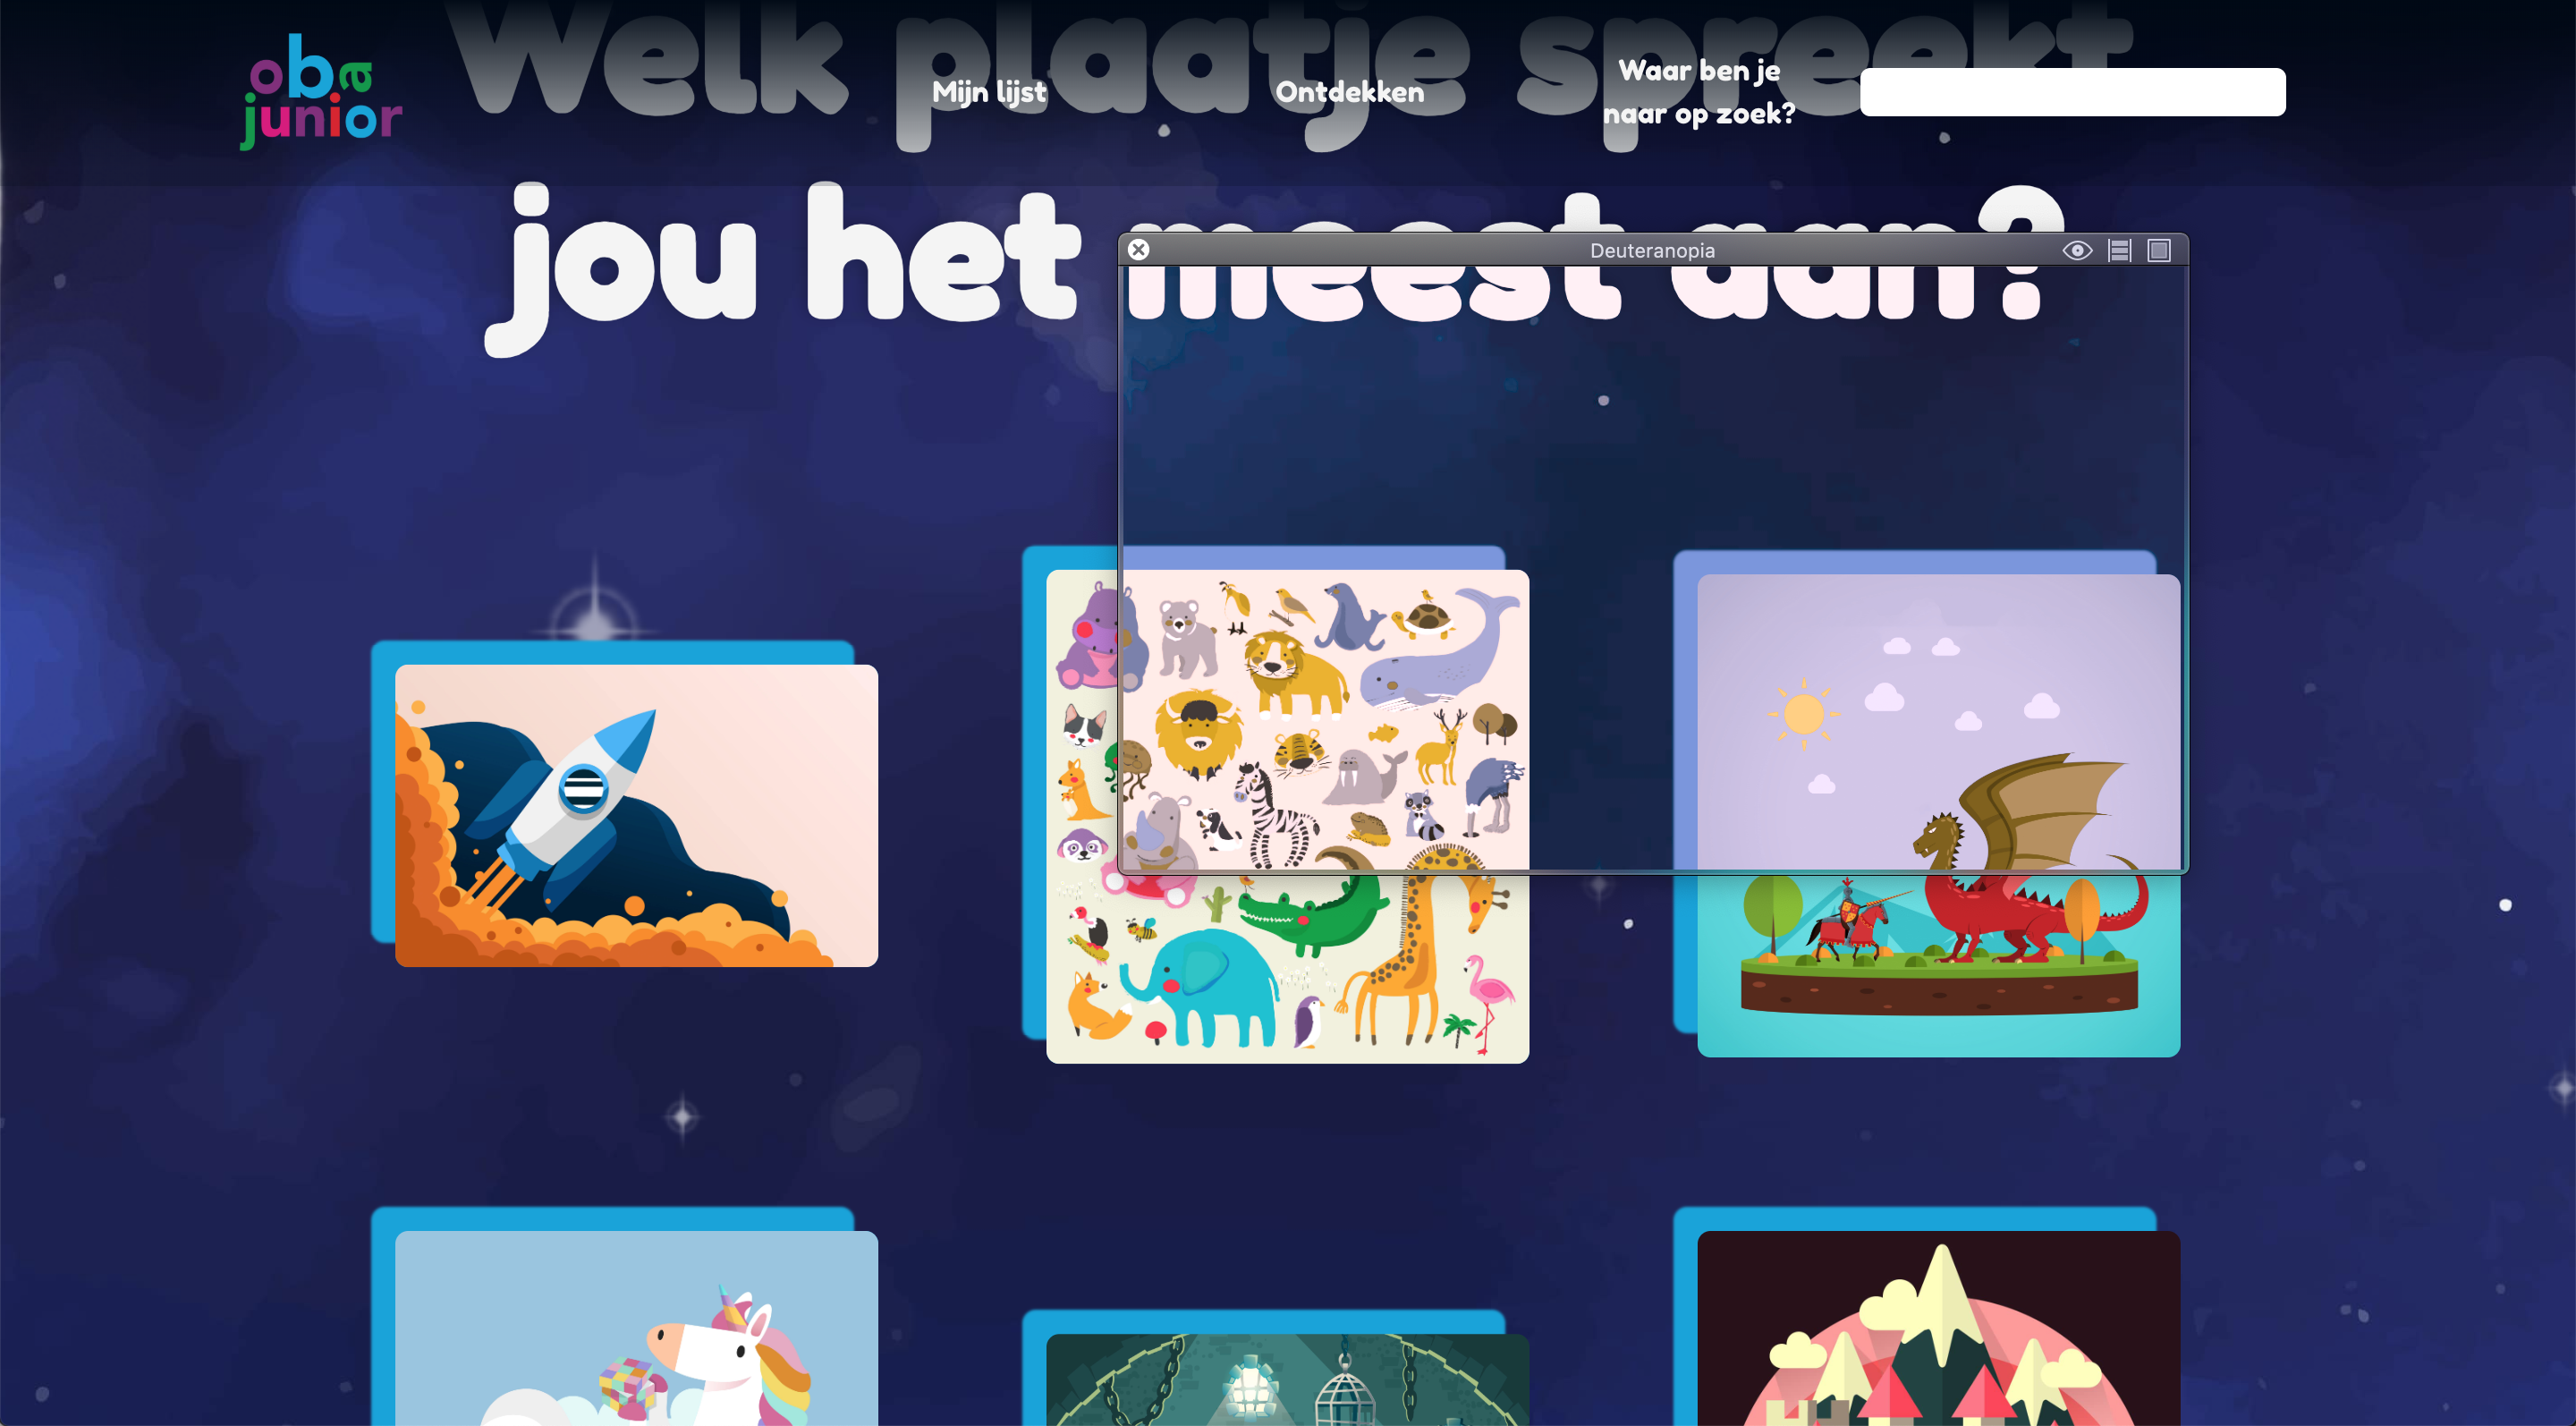 Welk plaatje spreekt
oba
junior
Mijn lijst
Ontdekken
Waar ben je
naar op zoek?
jou het meest aan?
Deuteranopia